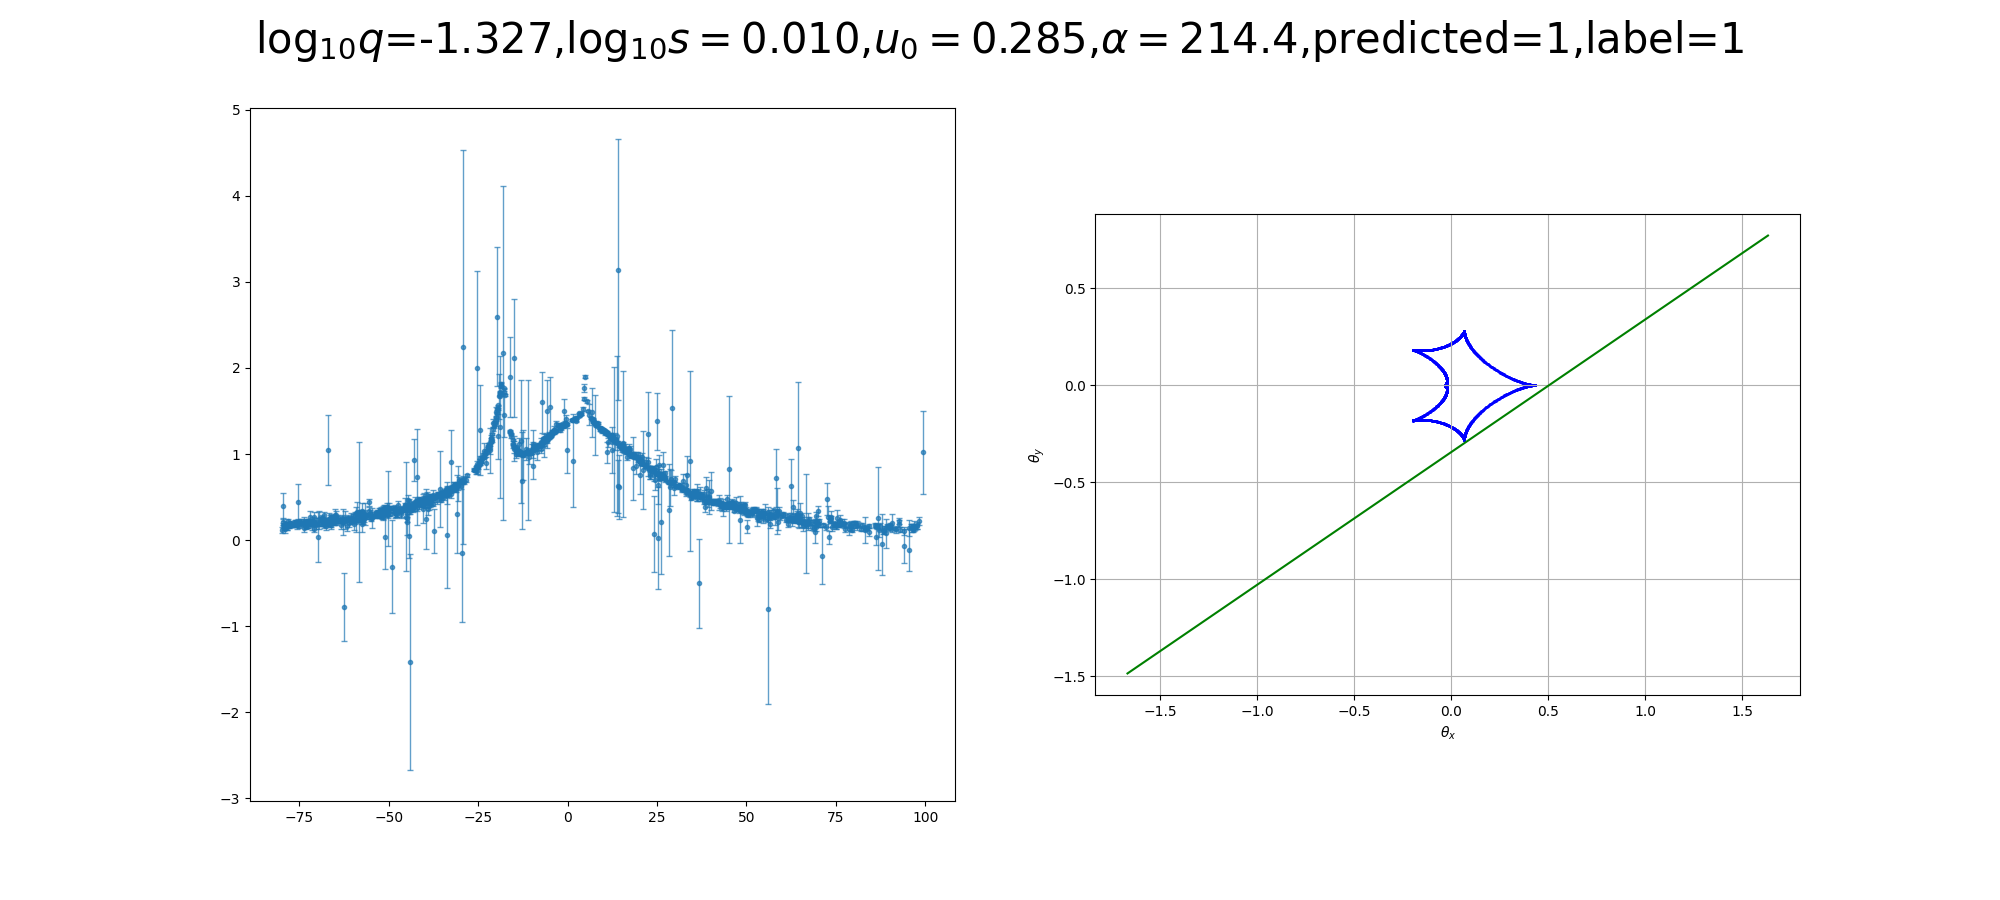 log₁₀q=-1.327,log₁₀s = 0.010,u₀ = 0.285,α = 214.4,predicted=1,label=1
5
4
3
2
1
0
−1
−2
−3
−75 −50 −25 0 25 50 75 100
0.5
0.0
−0.5
−1.0
−1.5
θy
−1.5 −1.0 −0.5 0.0 0.5 1.0 1.5
θx